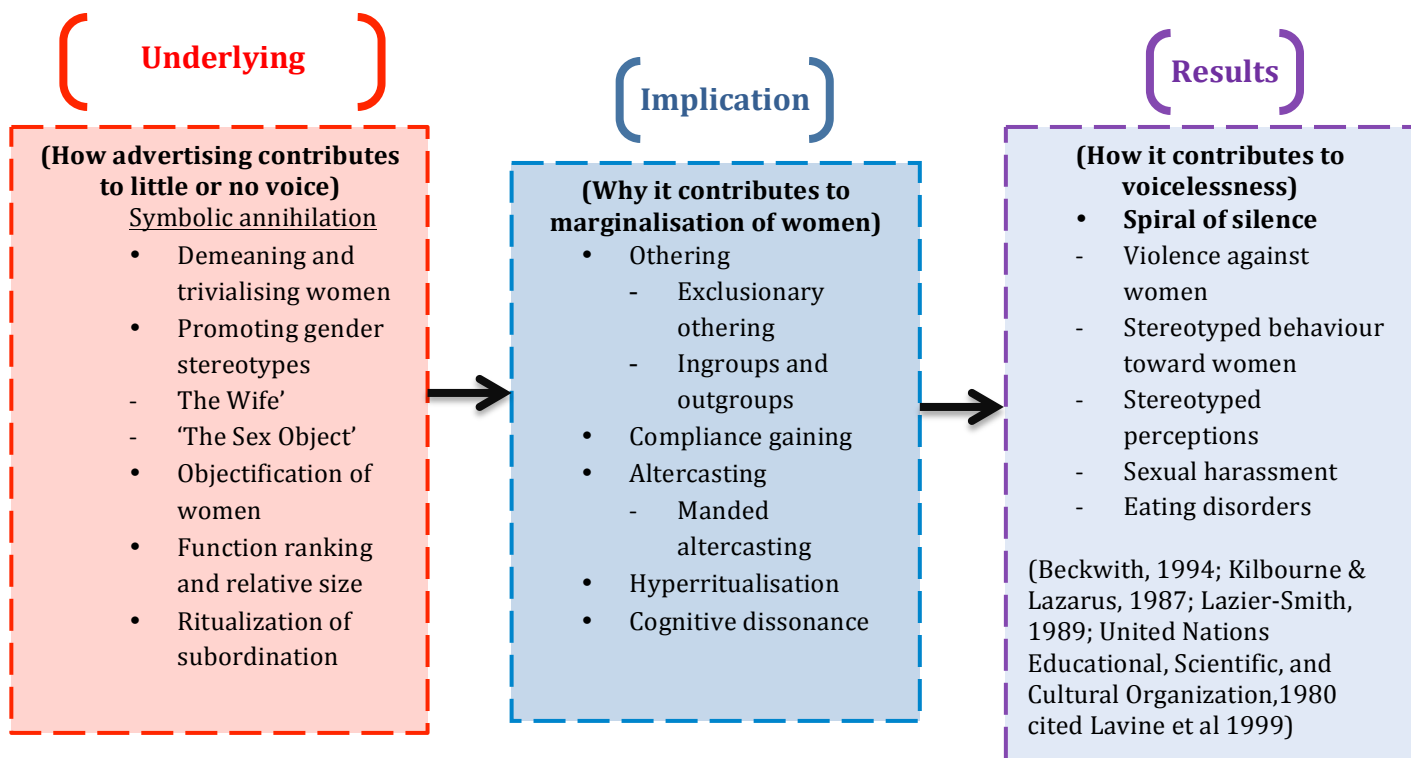 Underlying
(How advertising contributes
to little or no voice)
Symbolic annihilation
• Demeaning and
trivialising women
• Promoting gender
stereotypes
- The Wife’
- ‘The Sex Object’
• Objectification of
women
• Function ranking
and relative size
• Ritualization of
subordination
Implication
(Why it contributes to
marginalisation of women)
• Othering
- Exclusionary
othering
- Ingroups and
outgroups
• Compliance gaining
• Altercasting
- Manded
altercasting
• Hyperritualisation
• Cognitive dissonance
Results
(How it contributes to
voicelessness)
• Spiral of silence
- Violence against
women
- Stereotyped behaviour
toward women
- Stereotyped
perceptions
- Sexual harassment
- Eating disorders
(Beckwith, 1994; Kilbourne &
Lazarus, 1987; Lazier-Smith,
1989; United Nations
Educational, Scientific, and
Cultural Organization,1980
cited Lavine et al 1999)